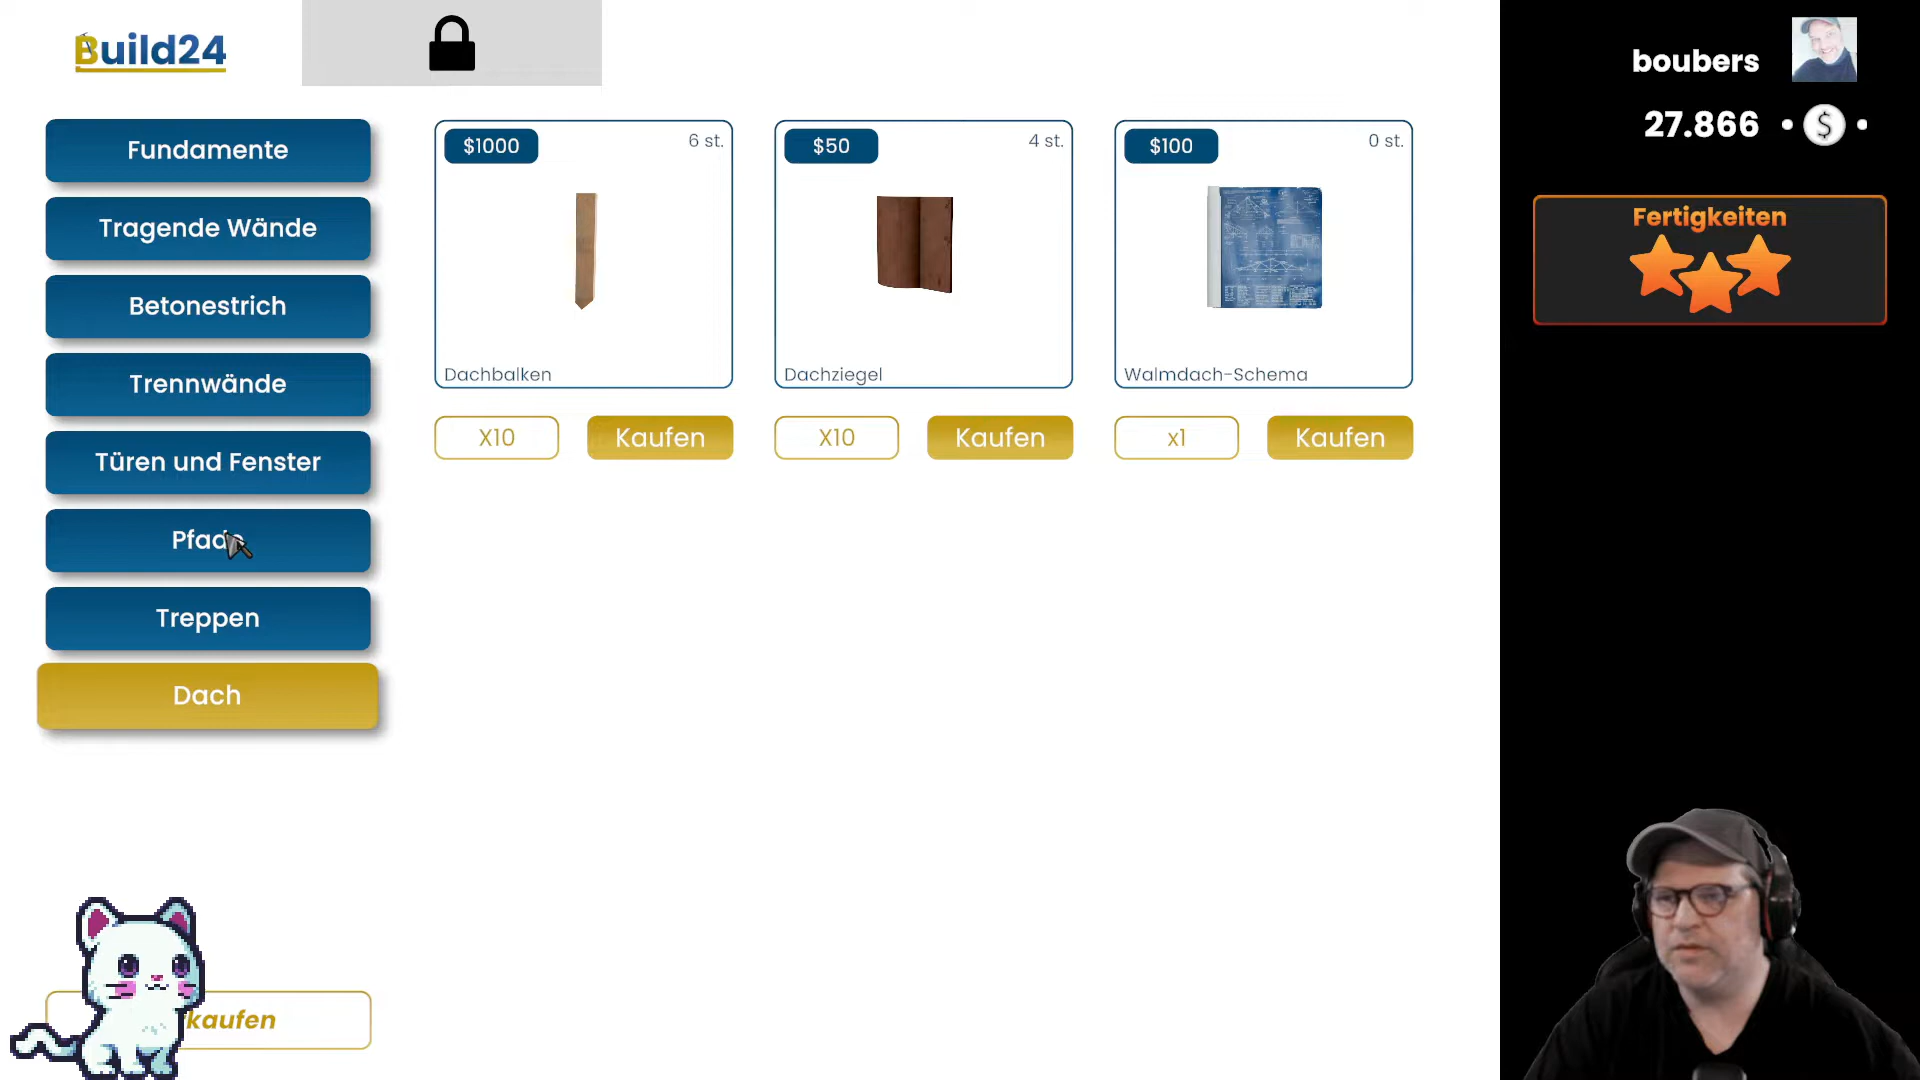 Build24
boubers
27.866
$
Fertigkeiten
Fundamente
Tragende Wände
Betonestrich
Trennwände
Türen und Fenster
Treppen
Dach
$1000
6 st.
Dachbalken
X10
Kaufen
$50
4 st.
Dachziegel
X10
Kaufen
$100
0 st.
Walmdach-Schema
x1
Kaufen
kaufen